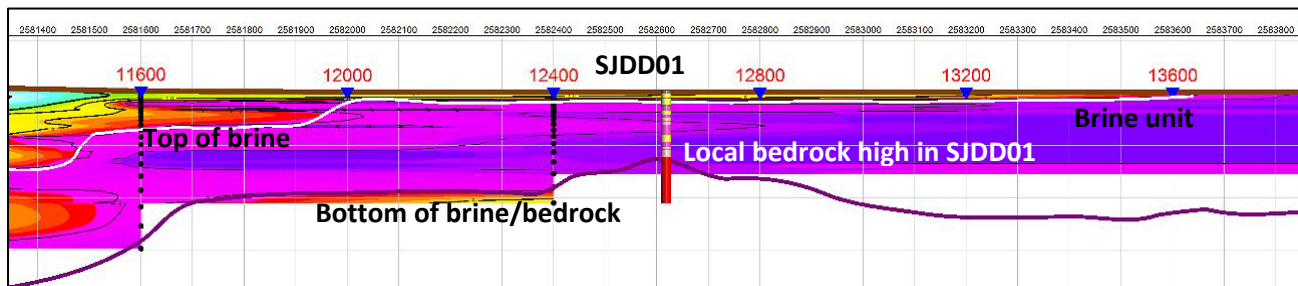 2581400 2581500 2581600 2581700 2581800 2581900 2582000 2582100 2582200 2582300 2582400 2582500 2582600 2582700 2582800 2582900 2583000 2583100 2583200 2583300 2583400 2583500 2583600 2583700 2583800
SJDD01
11600 12000 12400 12800 13200 13600
Top of brine
Brine unit
Local bedrock high in SJDD01
Bottom of brine/bedrock